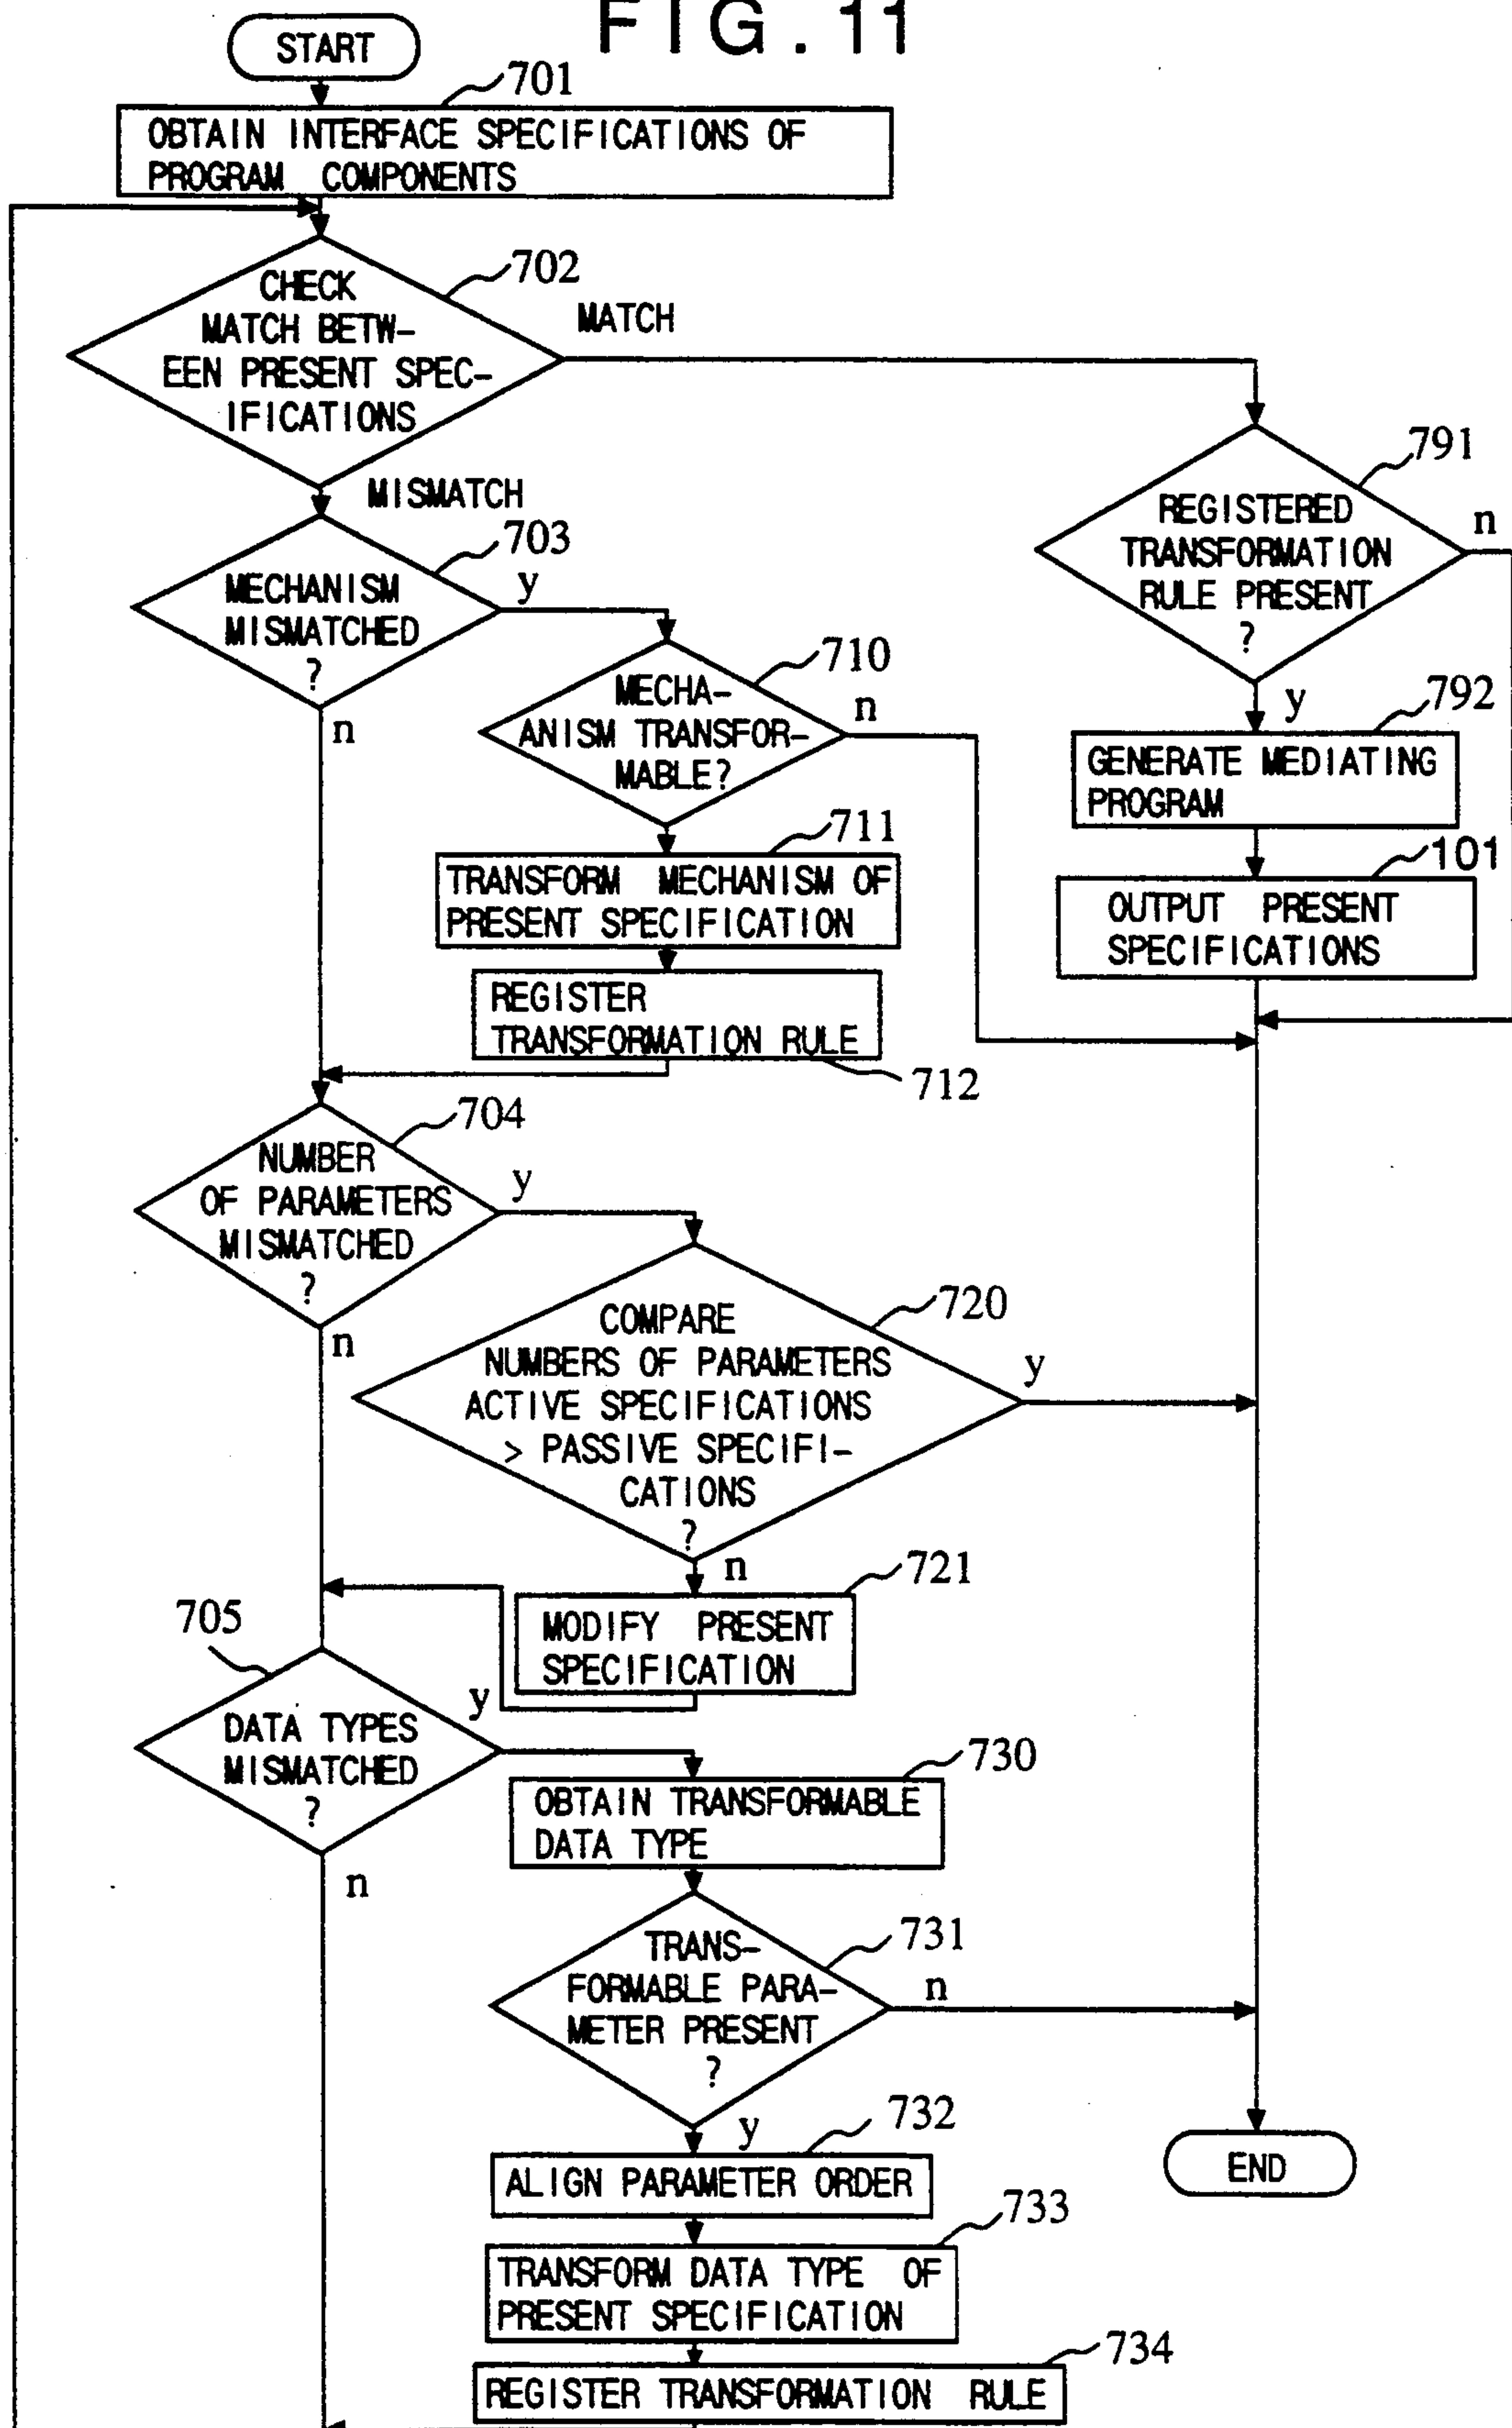 FIG. 11
START
701
OBTAIN INTERFACE SPECIFICATIONS OF
PROGRAM COMPONENTS
702
CHECK
MATCH BETW-
EEN PRESENT SPEC-
IFICATIONS
MATCH
MISMATCH
791
REGISTERED
TRANSFORMATION
RULE PRESENT
?
n
y
703
MECHANISM
MISMATCHED
?
y
n
710
MECHA-
ANISM TRANSFOR-
MABLE?
n
792
GENERATE MEDIATING
PROGRAM
711
TRANSFORM MECHANISM OF
PRESENT SPECIFICATION
101
OUTPUT PRESENT
SPECIFICATIONS
REGISTER
TRANSFORMATION RULE
712
704
NUMBER
OF PARAMETERS
MISMATCHED
?
y
n
720
COMPARE
NUMBERS OF PARAMETERS
ACTIVE SPECIFICATIONS
> PASSIVE SPECIFI-
CATIONS
?
y
n
721
MODIFY PRESENT
SPECIFICATION
705
DATA TYPES
MISMATCHED
?
y
n
730
OBTAIN TRANSFORMABLE
DATA TYPE
731
TRANS-
FORMABLE PARA-
METER PRESENT
?
n
y
732
ALIGN PARAMETER ORDER
END
733
TRANSFORM DATA TYPE OF
PRESENT SPECIFICATION
734
REGISTER TRANSFORMATION RULE